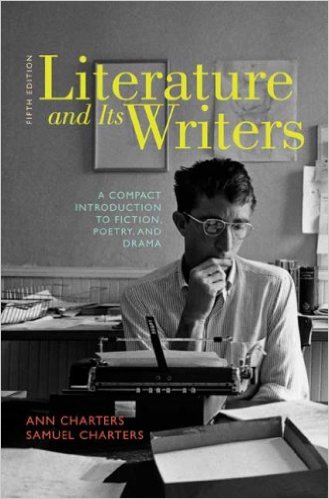 FIFTH EDITION
Literature
and Its
Writers
A COMPACT
INTRODUCTION
TO FICTION,
POETRY, AND
DRAMA
ANN CHARTERS
SAMUEL CHARTERS